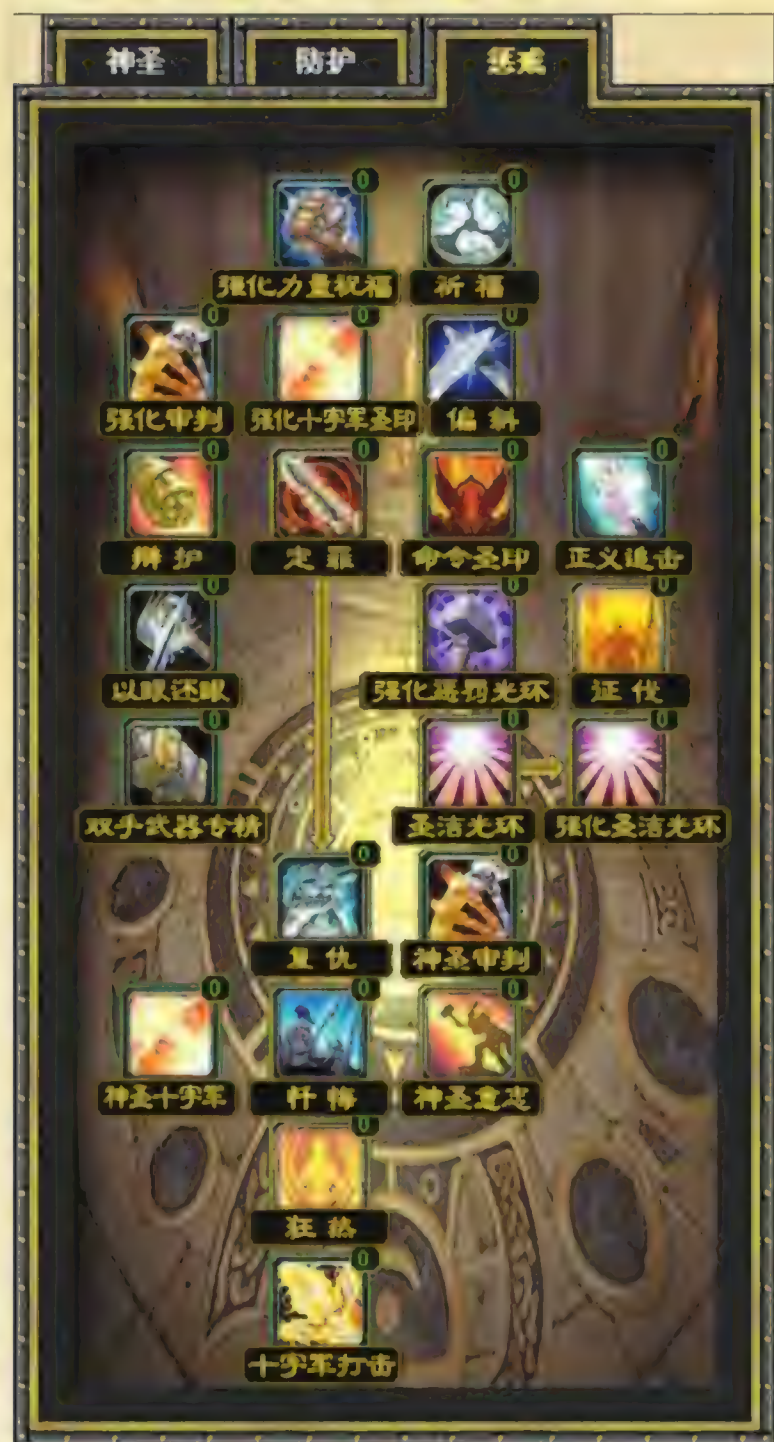 神圣 防护 惩戒
0 0
强化力量祝福 祈福
0 0 0
强化审判 强化十字军圣印 偏斜
0 0 0 0
辩护 定罪 命令圣印 正义追击
0 0 0
以眼还眼 强化惩罚光环 征伐
0 0 0
双手武器专精 圣洁光环 强化圣洁光环
0 0
复仇 神圣审判
0 0 0
神圣十字军 忏悔 神圣意志
0
狂热
0
十字军打击